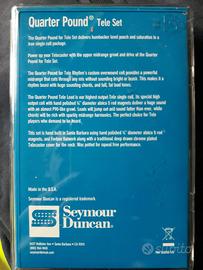 Quarter Pound® Tele Set
The Quarter Pound for Tele Set delivers humbucker level punch and saturation in a
true single coil package.
Power up your Telecaster with the upper midrange growl and drive of the Quarter
Pound for Tele Set.
The Quarter Pound for Tele Rhythm's custom overwound coil provides a powerful
midrange that cuts through any mix without sounding bright or thin. This makes it a
rhythm beast with huge sounding chords, and full, fat bowl tones.
The Quarter Pound Tele Lead is our highest output Tele single coil. Its special high
output coil with hand polished ¼" diameter alnico 5 rod magnets deliver a huge sound
with an almost P90-like growl. Leads will jump out and sound fatter than ever, while
chords will be rich with sparkly midrange harmonics. The perfect choice for Tele
players who demand to be heard.
This set is hand built in Santa Barbara using hand polished ¼" diameter alnico 5 rod
magnets, and Forbon flatwork along with a traditional deep drawn chrome plated
Telecaster cover for the neck. Wax potted for squeal free operation.
Made in the U.S.A.
Seymour Duncan is a registered trademark.
Seymour
Duncan®
5427 Hollister Ave • Santa Barbara CA 93111
subito